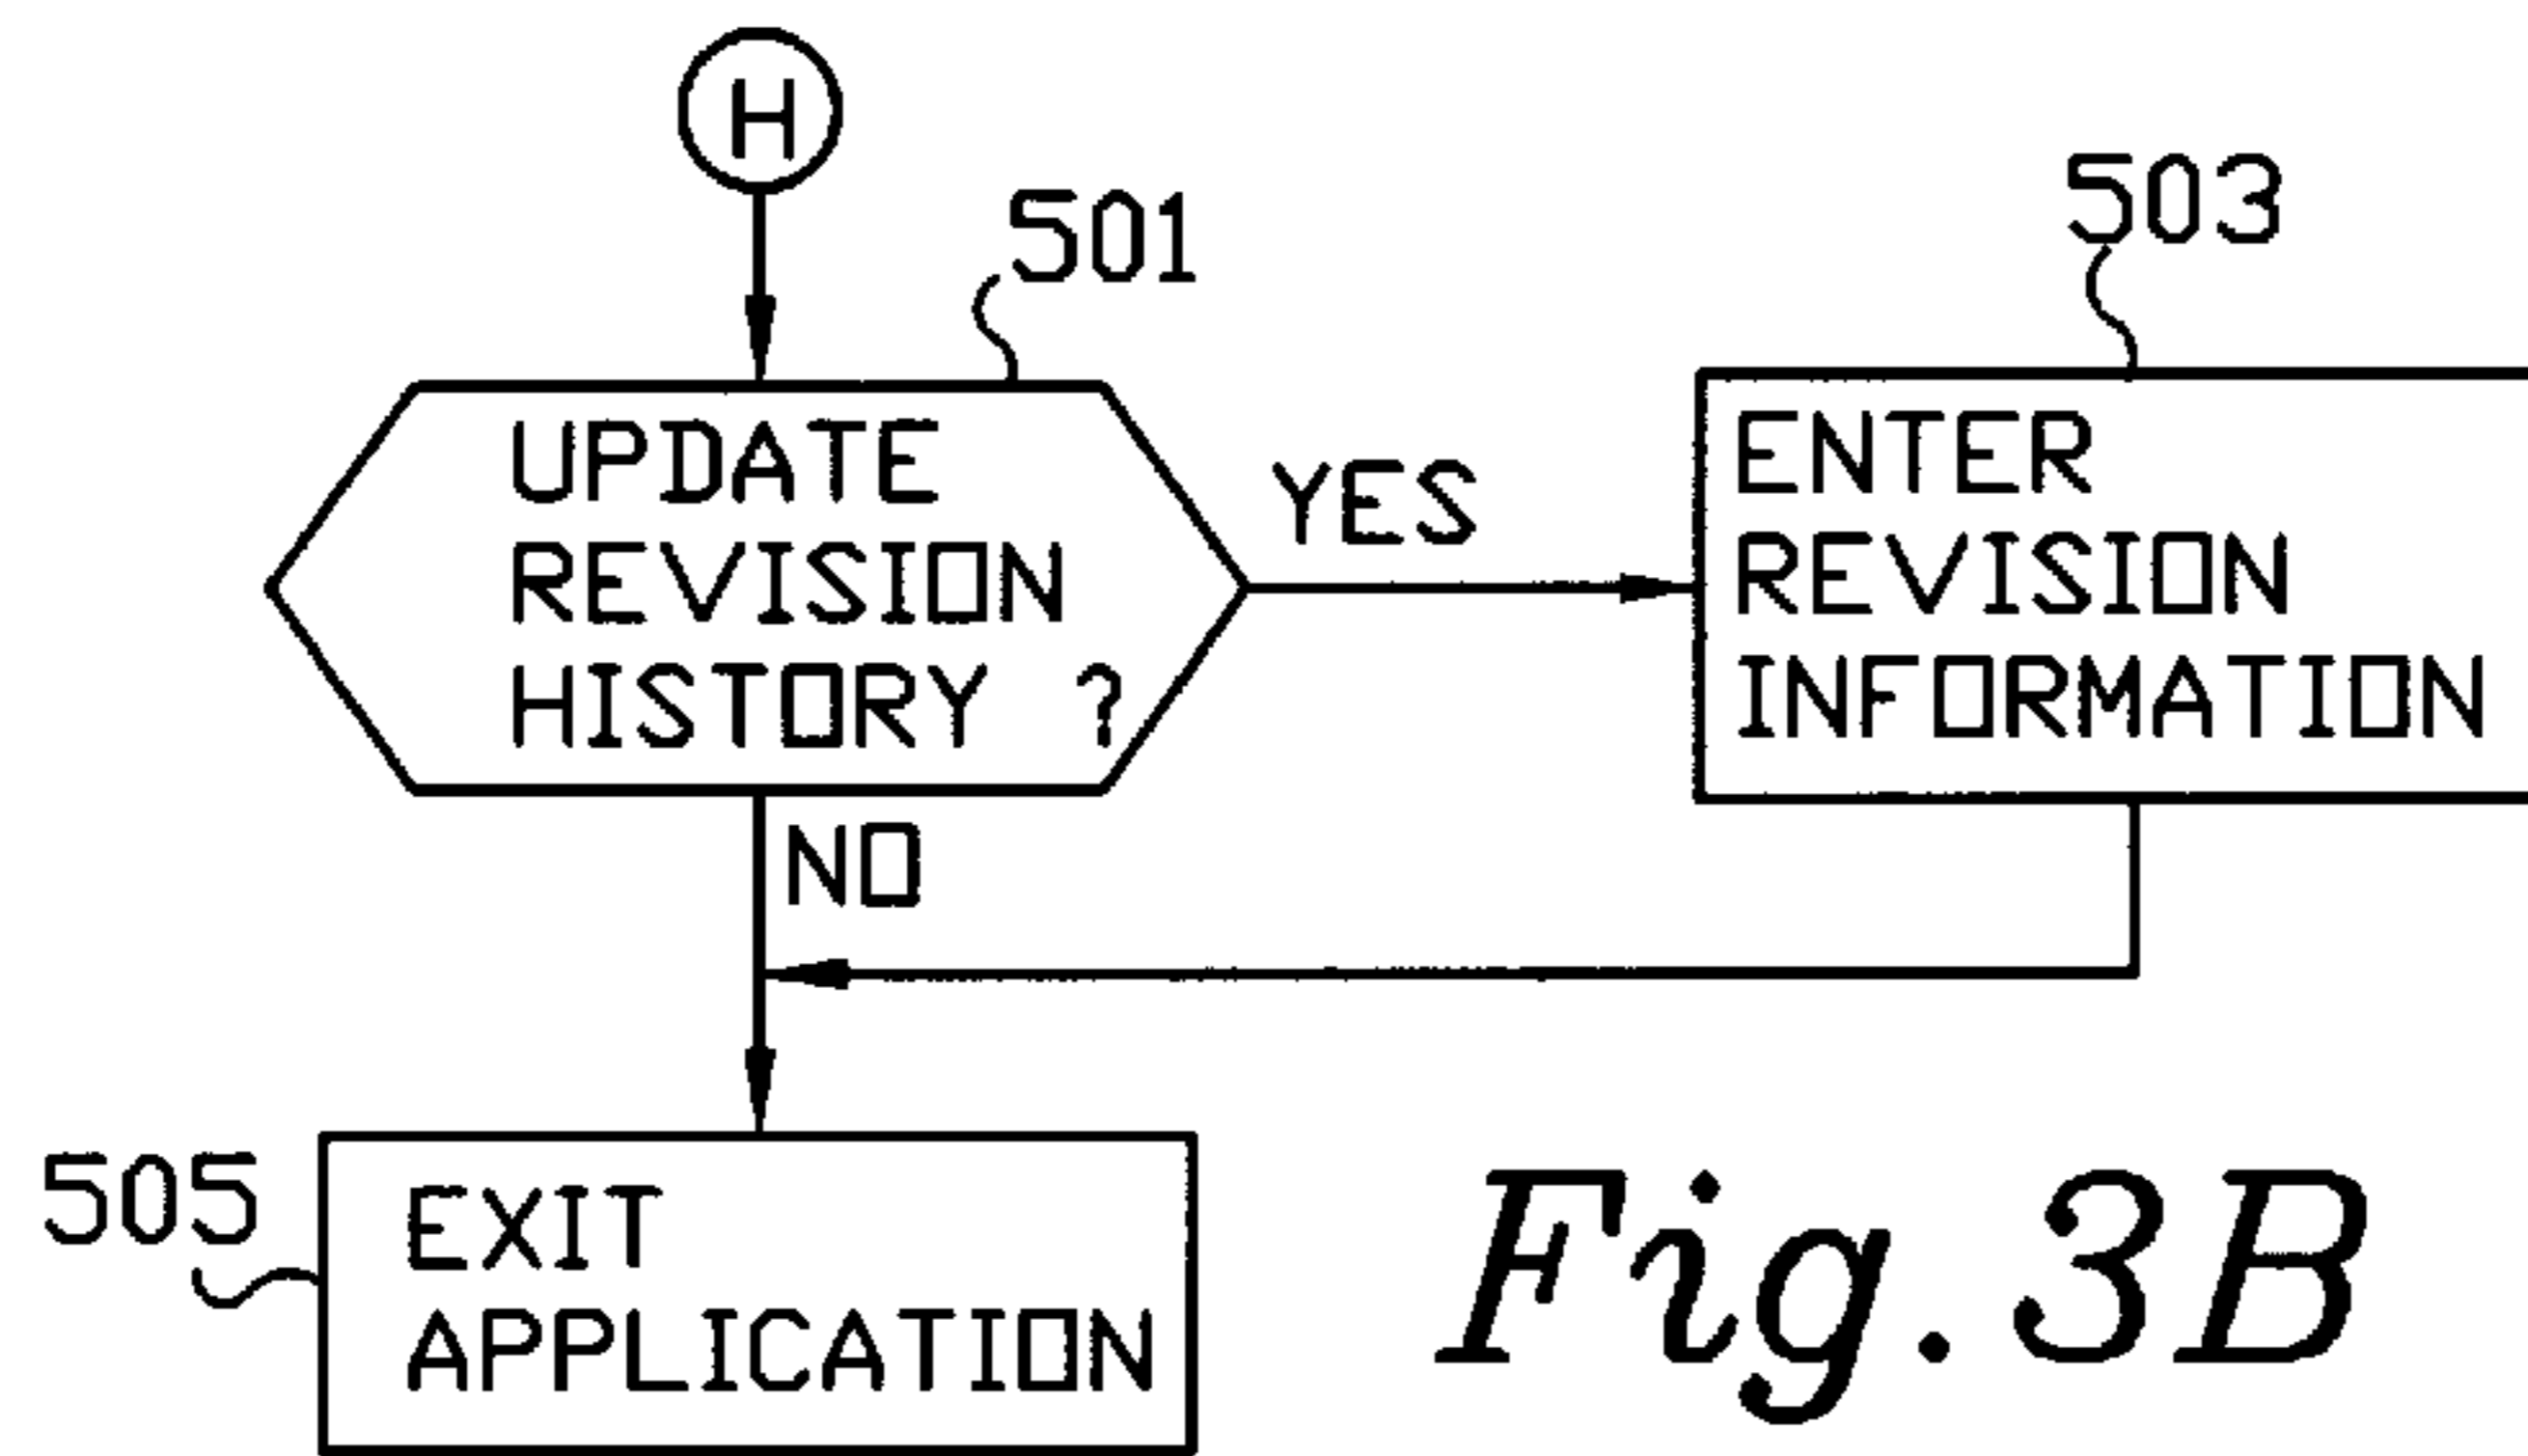 H
501
503
UPDATE
REVISION
HISTORY ?
YES
ENTER
REVISION
INFORMATION
NO
505
EXIT
APPLICATION
Fig. 3B